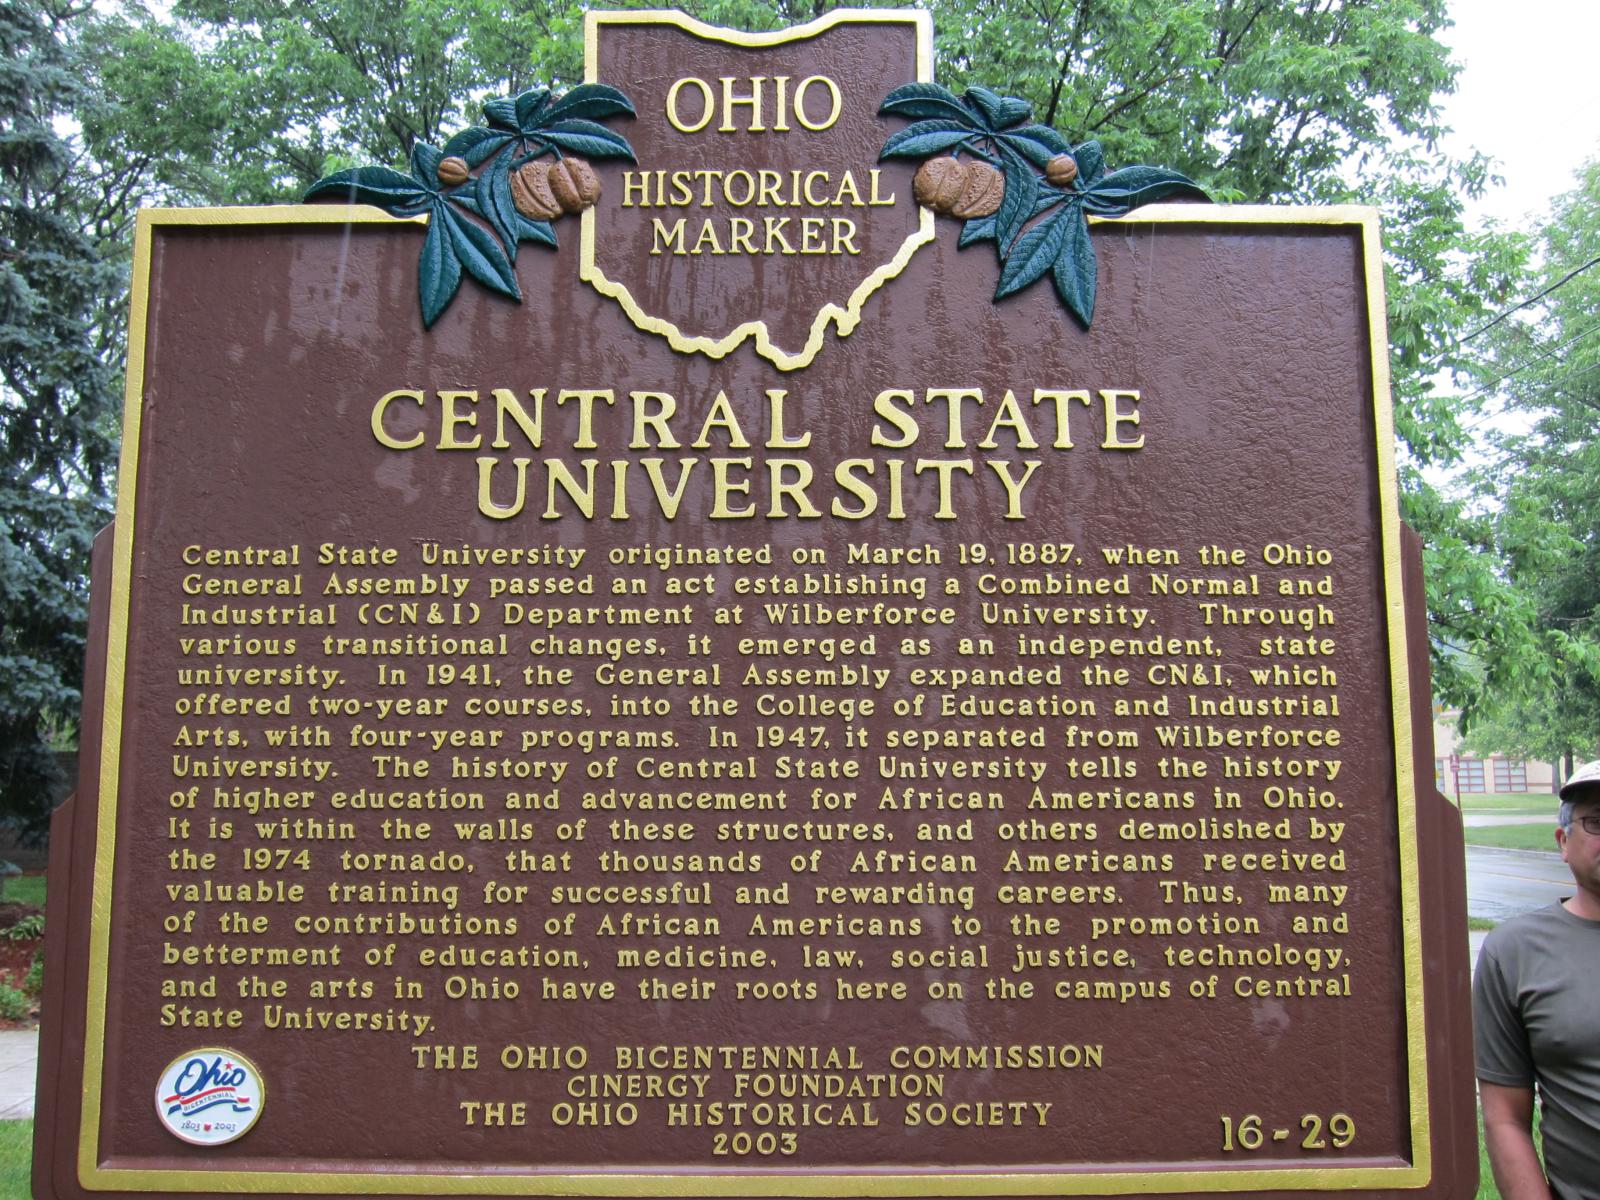 OHIO
HISTORICAL
MARKER
CENTRAL STATE
UNIVERSITY
Central State University originated on March 19, 1887, when the Ohio
General Assembly passed an act establishing a Combined Normal and
Industrial (CN&I) Department at Wilberforce University. Through
various transitional changes, it emerged as an independent, state
university. In 1941, the General Assembly expanded the CN&I, which
offered two-year courses, into the College of Education and Industrial
Arts, with four-year programs. In 1947, it separated from Wilberforce
University. The history of Central State University tells the history
of higher education and advancement for African Americans in Ohio.
It is within the walls of these structures, and others demolished by
the 1974 tornado, that thousands of African Americans received
valuable training for successful and rewarding careers. Thus, many
of the contributions of African Americans to the promotion and
betterment of education, medicine, law, social justice, technology,
and the arts in Ohio have their roots here on the campus of Central
State University.
THE OHIO BICENTENNIAL COMMISSION
CINERGY FOUNDATION
THE OHIO HISTORICAL SOCIETY
2003
16-29
Ohio
BICENTENNIAL
1803 2003